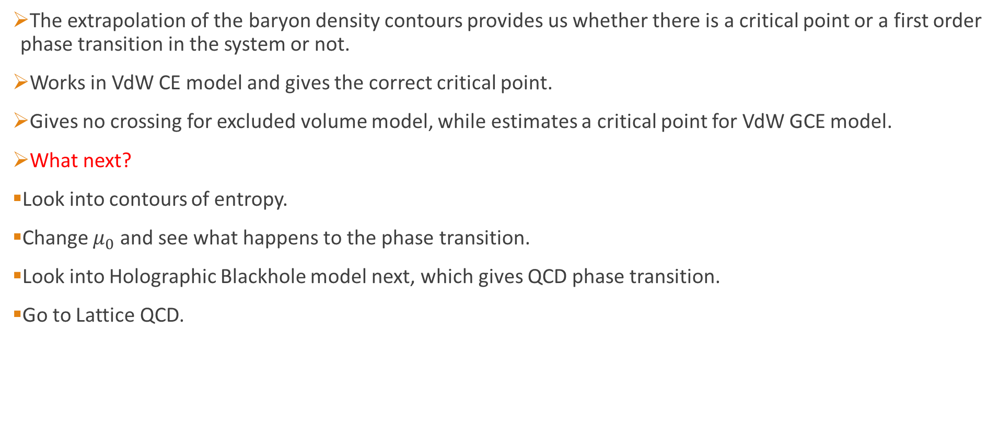 ➢The extrapolation of the baryon density contours provides us whether there is a critical point or a first order
phase transition in the system or not.
➢Works in VdW CE model and gives the correct critical point.
➢Gives no crossing for excluded volume model, while estimates a critical point for VdW GCE model.
➢What next?
▪Look into contours of entropy.
▪Change μ₀ and see what happens to the phase transition.
▪Look into Holographic Blackhole model next, which gives QCD phase transition.
▪Go to Lattice QCD.